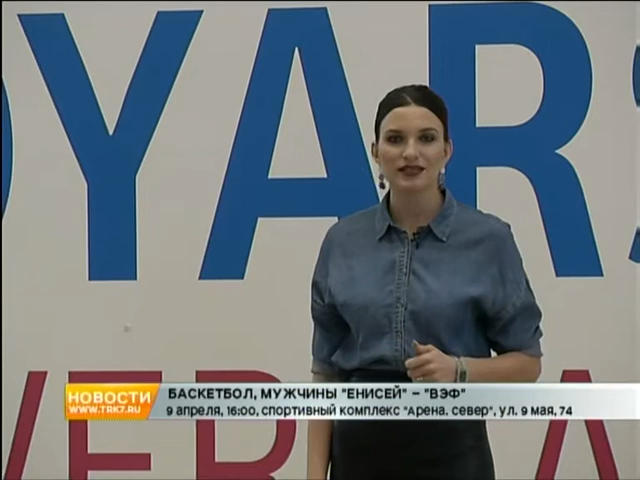 OYARS
VER A
НОВОСТИ
WWW.TRK7.RU
БАСКЕТБОЛ, МУЖЧИНЫ "ЕНИСЕЙ" – "ВЭФ"
9 апреля, 16:00, спортивный комплекс "Арена. север", ул. 9 мая, 74